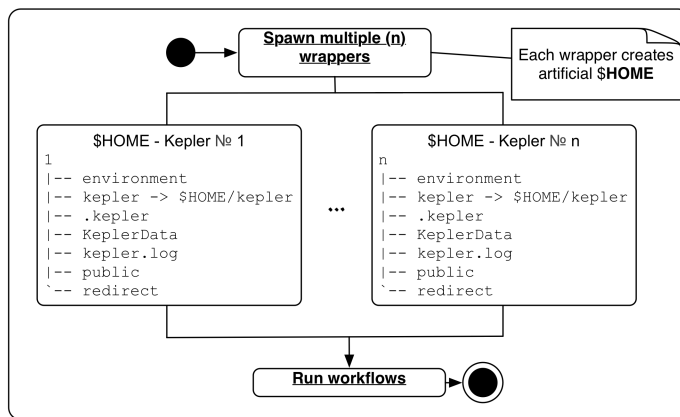 Spawn multiple (n)
wrappers
Each wrapper creates
artificial $HOME
$HOME - Kepler № 1
1
|-- environment
|-- kepler -> $HOME/kepler
|-- .kepler
|-- KeplerData
|-- kepler.log
|-- public
`-- redirect
...
$HOME - Kepler № n
n
|-- environment
|-- kepler -> $HOME/kepler
|-- .kepler
|-- KeplerData
|-- kepler.log
|-- public
`-- redirect
Run workflows